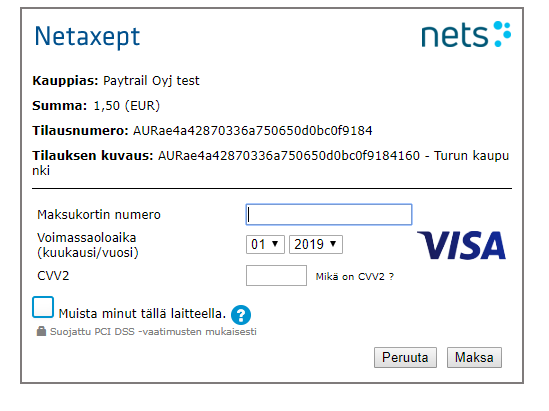 Netaxept
nets
Kauppias: Paytrail Oyj test
Summa: 1,50 (EUR)
Tilausnumero: AURae4a42870336a750650d0bc0f9184
Tilauksen kuvaus: AURae4a42870336a750650d0bc0f9184160 - Turun kaupu
nki
Maksukortin numero
Voimassaoloaika
(kuukausi/vuosi)
01 2019
VISA
CVV2
Mikä on CVV2 ?
Muista minut tällä laitteella. ?
Suojattu PCI DSS -vaatimusten mukaisesti
Peruuta Maksa